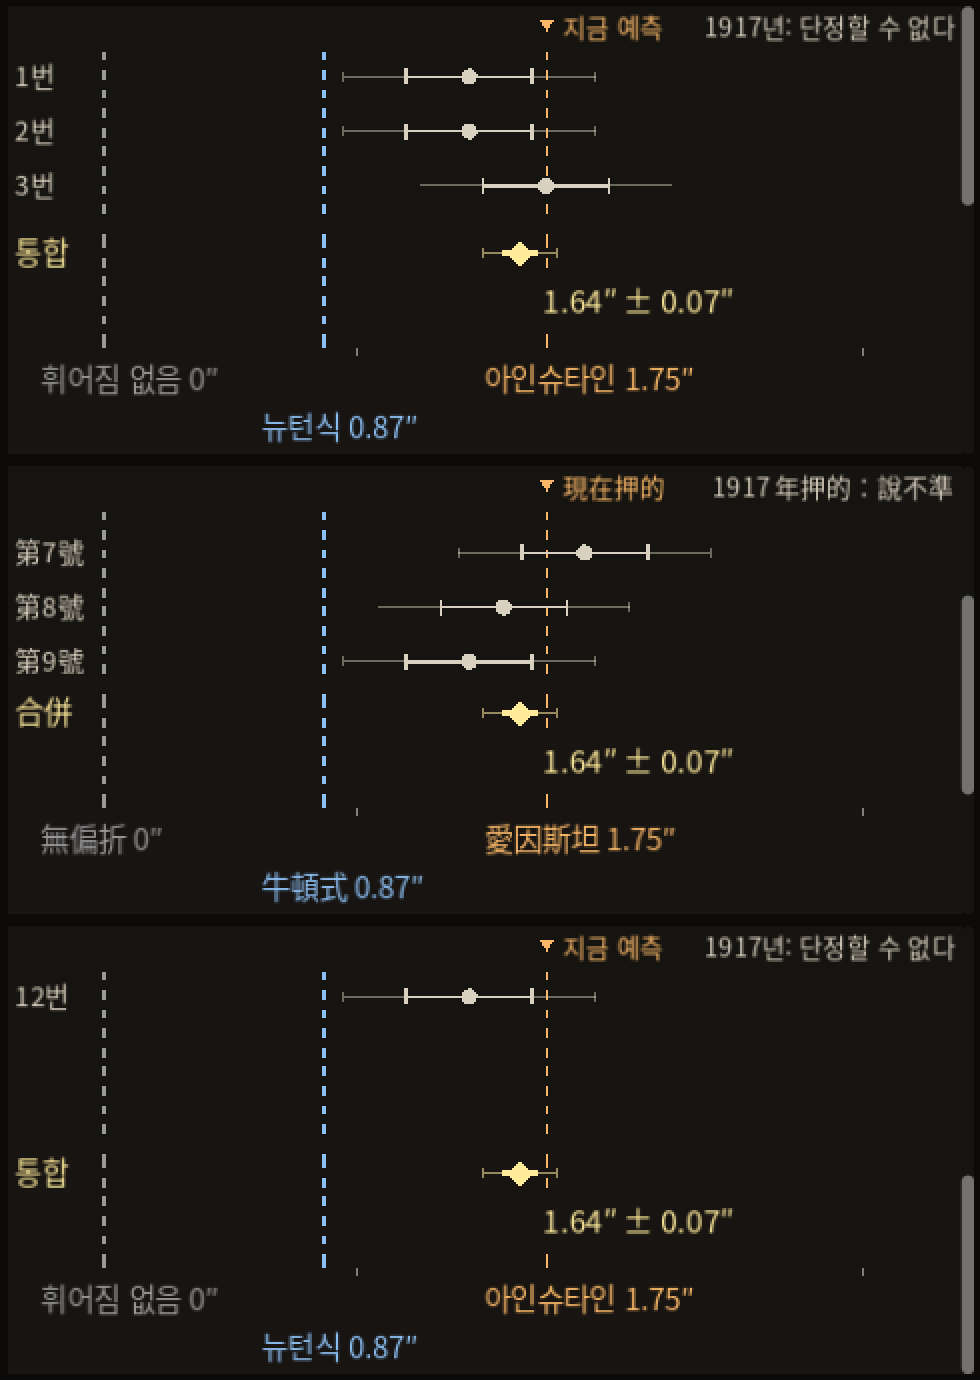 지금 예측 1917년: 단정할 수 없다
1번
2번
3번
통합
1.64″ ± 0.07″
휘어짐 없음 0″ 아인슈타인 1.75″
뉴턴식 0.87″
現在押的 1917年押的：說不準
第7號
第8號
第9號
合併
1.64″ ± 0.07″
無偏折 0″ 愛因斯坦 1.75″
牛頓式 0.87″
지금 예측 1917년: 단정할 수 없다
12번
통합
1.64″ ± 0.07″
휘어짐 없음 0″ 아인슈타인 1.75″
뉴턴식 0.87″